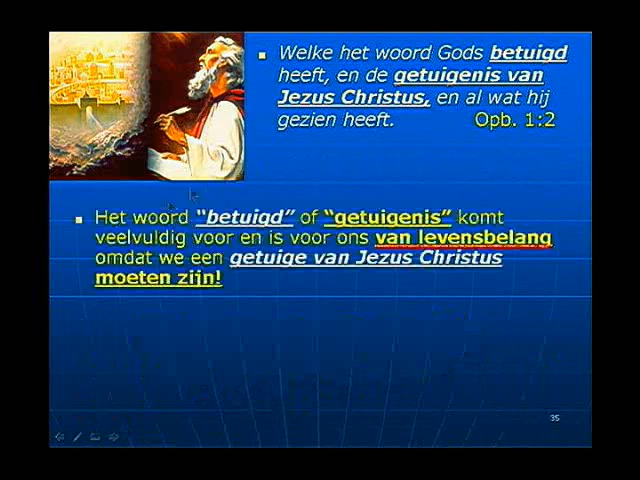 Welke het woord Gods betuigd
heeft, en de getuigenis van
Jezus Christus, en al wat hij
gezien heeft. Opb. 1:2
Het woord “betuigd” of “getuigenis” komt
veelvuldig voor en is voor ons van levensbelang
omdat we een getuige van Jezus Christus
moeten zijn!
35